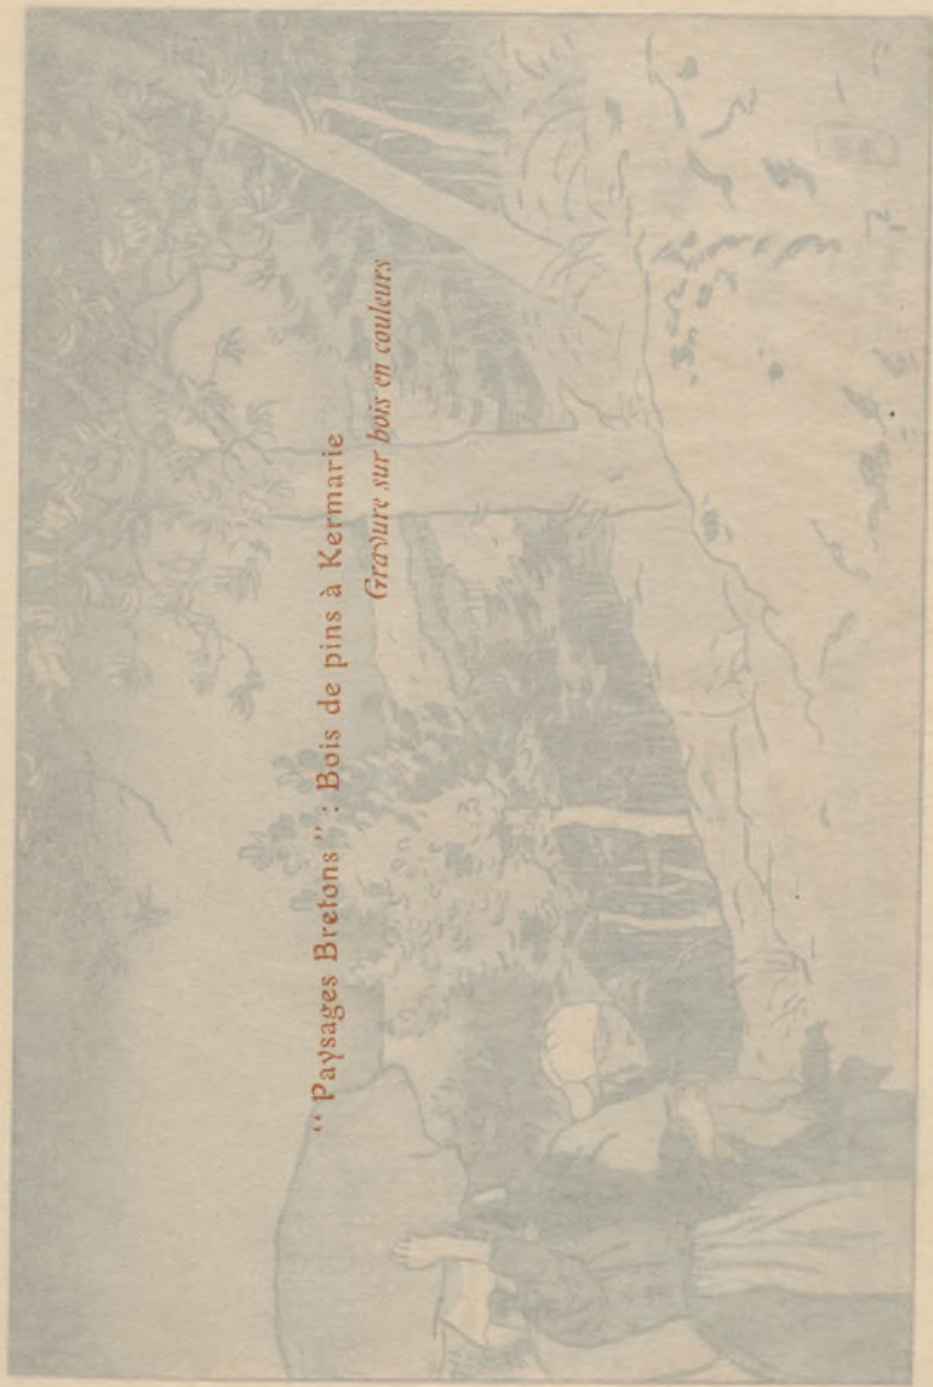 “ Paysages Bretons ” : Bois de pins à Kermarie
Gravure sur bois en couleurs